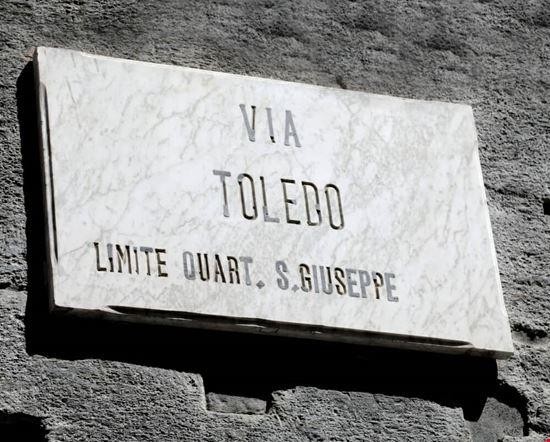 VIA
TOLEDO
LIMITE QUART. S.GIUSEPPE